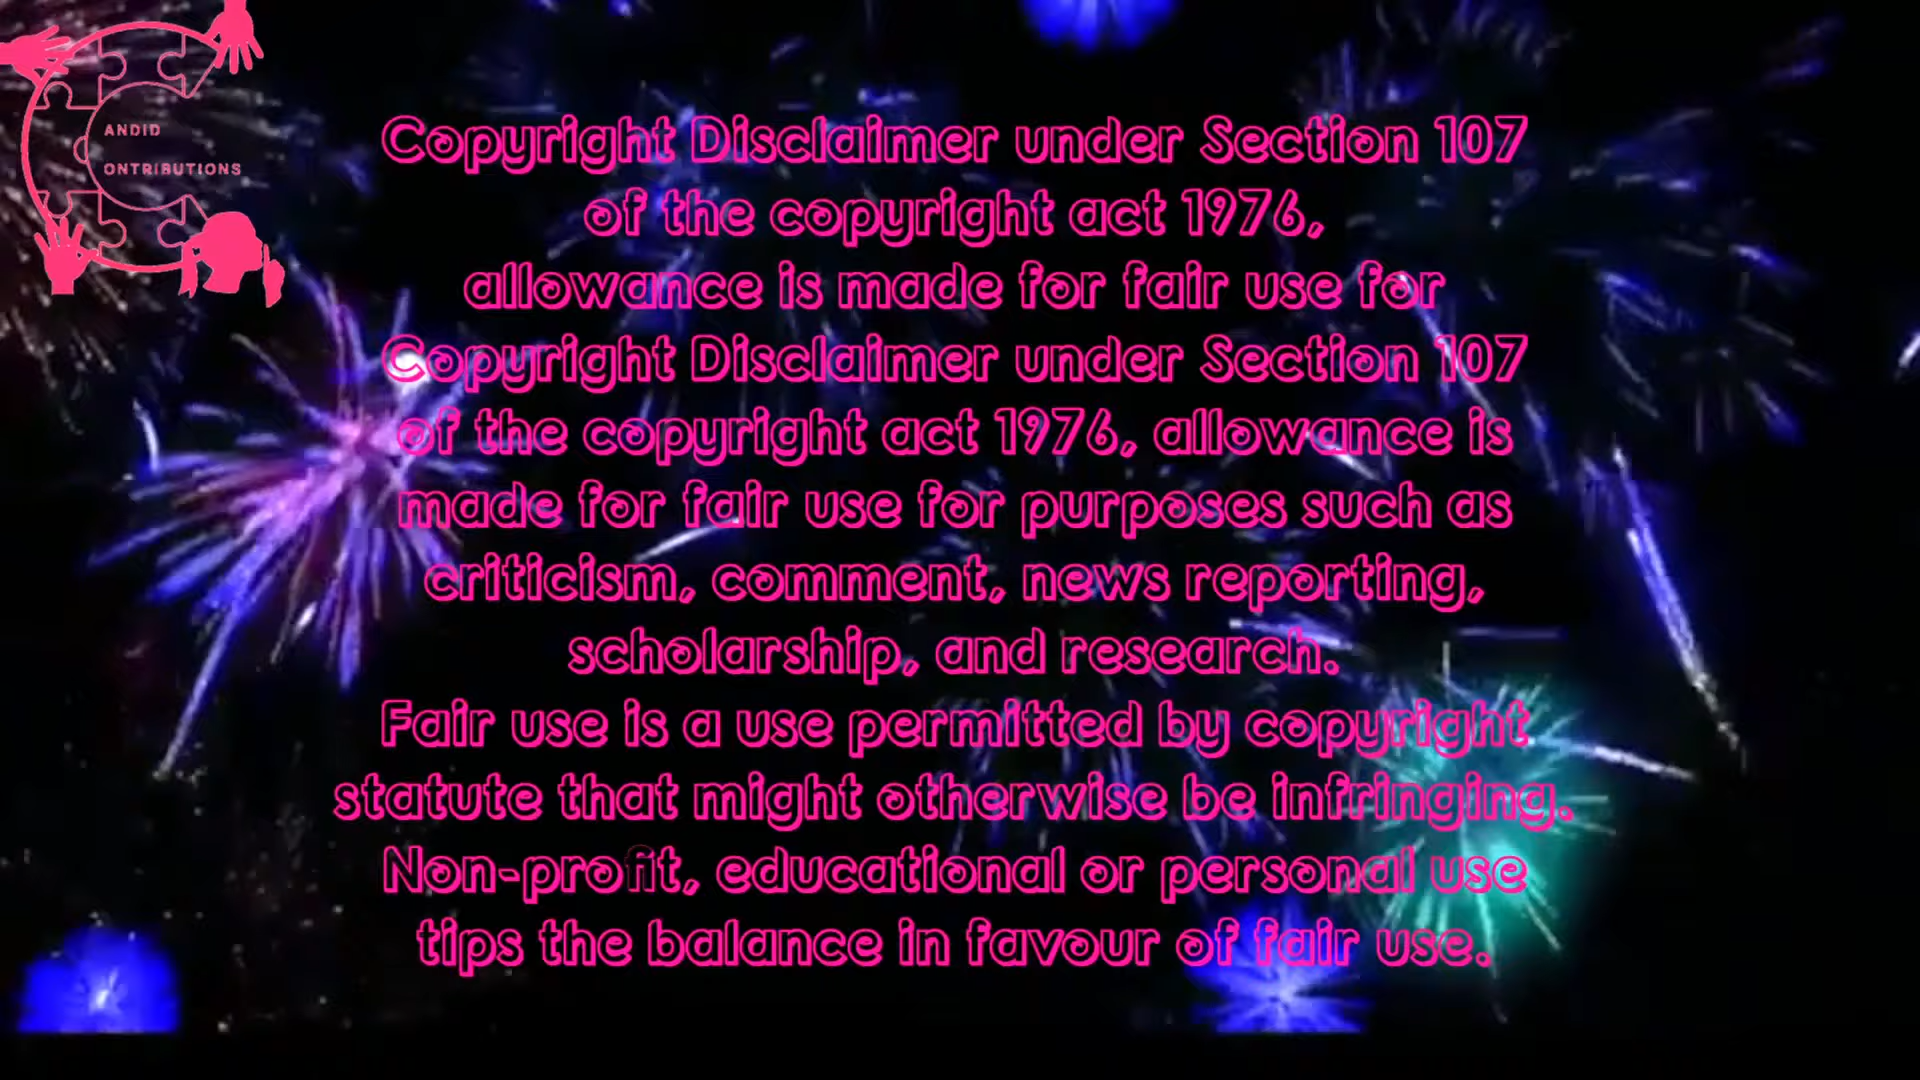 ANDID
ONTRIBUTIONS
Copyright Disclaimer under Section 107
of the copyright act 1976,
allowance is made for fair use for
Copyright Disclaimer under Section 107
of the copyright act 1976, allowance is
made for fair use for purposes such as
criticism, comment, news reporting,
scholarship, and research.
Fair use is a use permitted by copyright
statute that might otherwise be infringing.
Non-profit, educational or personal use
tips the balance in favour of fair use.